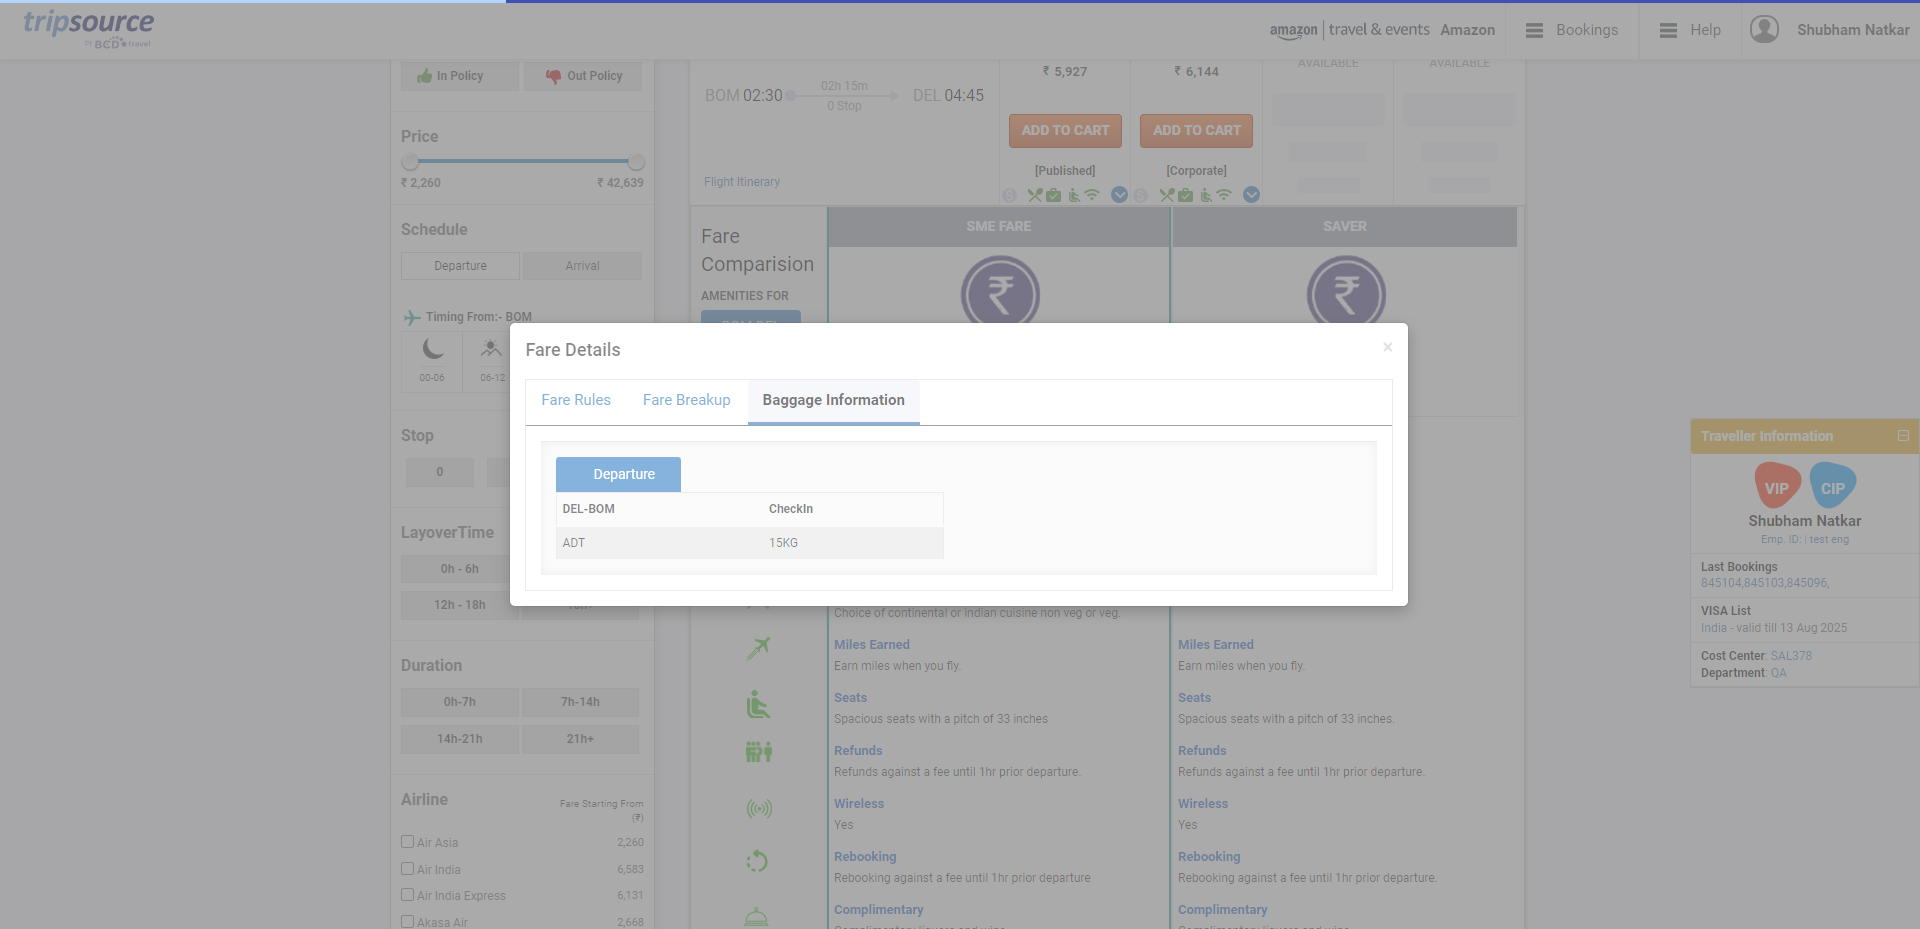 tripsource
by BCD travel
amazon | travel & events Amazon
Bookings
Help
Shubham Natkar
In Policy
Out Policy
Price
₹ 2,260
₹ 42,639
Schedule
Departure
Arrival
Timing From:- BOM
00-06
06-12
Stop
0
LayoverTime
0h - 6h
12h - 18h
Duration
0h-7h
7h-14h
14h-21h
21h+
Airline
Fare Starting From
(₹)
Air Asia
2,260
Air India
6,583
Air India Express
6,131
Akasa Air
2,668
BOM 02:30
02h 15m
0 Stop
DEL 04:45
Flight Itinerary
₹ 5,927
ADD TO CART
[Published]
₹ 6,144
ADD TO CART
[Corporate]
AVAILABLE
AVAILABLE
Fare
Comparision
AMENITIES FOR
SME FARE
SAVER
Fare Details
×
Fare Rules
Fare Breakup
Baggage Information
Departure
DEL-BOM
CheckIn
ADT
15KG
Choice of continental or indian cuisine non veg or veg.
Miles Earned
Earn miles when you fly.
Seats
Spacious seats with a pitch of 33 inches
Refunds
Refunds against a fee until 1hr prior departure.
Wireless
Yes
Rebooking
Rebooking against a fee until 1hr prior departure
Complimentary
Miles Earned
Earn miles when you fly.
Seats
Spacious seats with a pitch of 33 inches.
Refunds
Refunds against a fee until 1hr prior departure.
Wireless
Yes
Rebooking
Rebooking against a fee until 1hr prior departure.
Complimentary
Traveller Information
VIP
CIP
Shubham Natkar
Emp. ID: | test eng
Last Bookings
845104,845103,845096,
VISA List
India - valid till 13 Aug 2025
Cost Center: SAL378
Department: QA